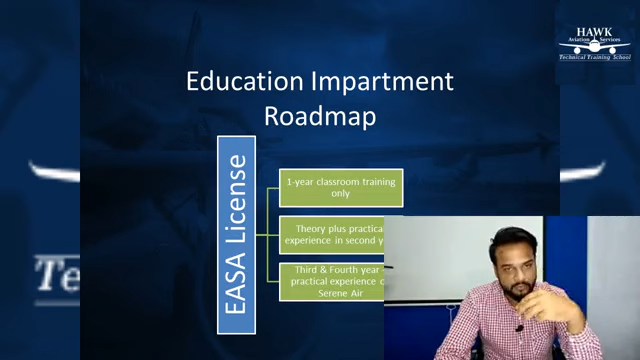 HAWK
Aviation Services
Technical Training School
Education Impartment
Roadmap
EASA License
1-year classroom training
only
Theory plus practical
experience in second
Third & Fourth year
practical experience
Serene Air
Te